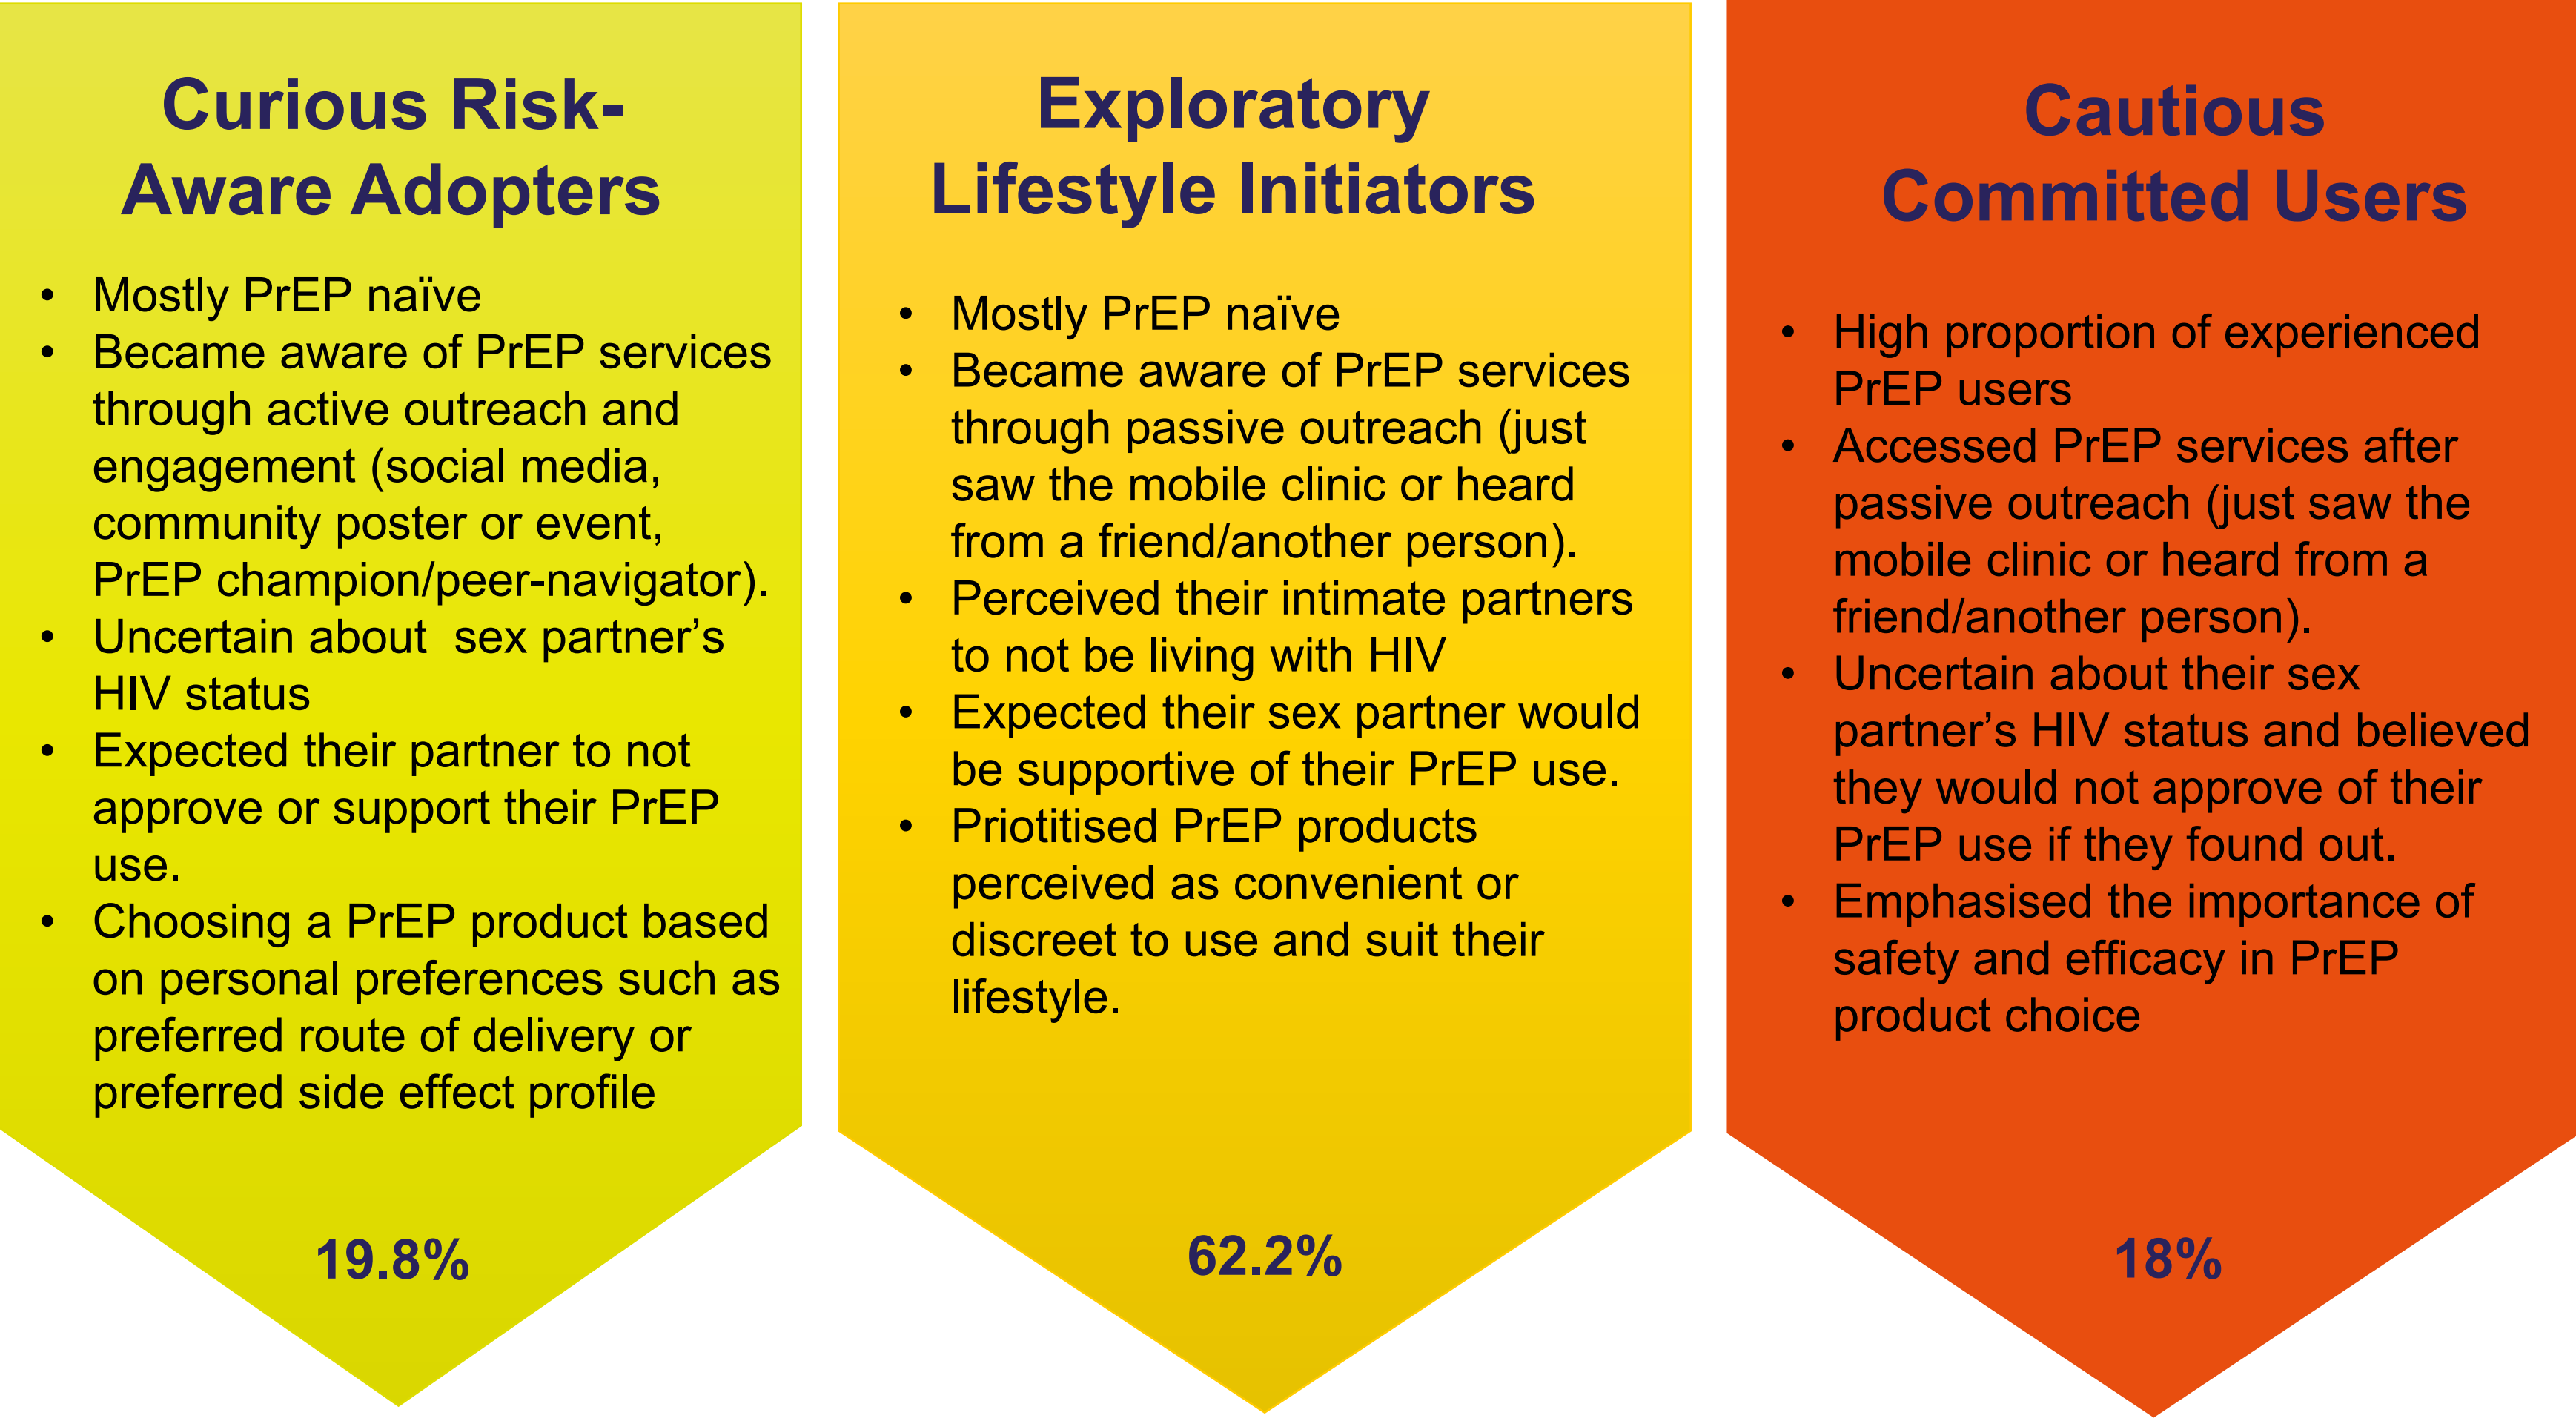 Curious Risk-
Aware Adopters
• Mostly PrEP naïve
• Became aware of PrEP services
through active outreach and
engagement (social media,
community poster or event,
PrEP champion/peer-navigator).
• Uncertain about  sex partner’s
HIV status
• Expected their partner to not
approve or support their PrEP
use.
• Choosing a PrEP product based
on personal preferences such as
preferred route of delivery or
preferred side effect profile
19.8%
Exploratory
Lifestyle Initiators
• Mostly PrEP naïve
• Became aware of PrEP services
through passive outreach (just
saw the mobile clinic or heard
from a friend/another person).
• Perceived their intimate partners
to not be living with HIV
• Expected their sex partner would
be supportive of their PrEP use.
• Priotitised PrEP products
perceived as convenient or
discreet to use and suit their
lifestyle.
62.2%
Cautious
Committed Users
• High proportion of experienced
PrEP users
• Accessed PrEP services after
passive outreach (just saw the
mobile clinic or heard from a
friend/another person).
• Uncertain about their sex
partner’s HIV status and believed
they would not approve of their
PrEP use if they found out.
• Emphasised the importance of
safety and efficacy in PrEP
product choice
18%